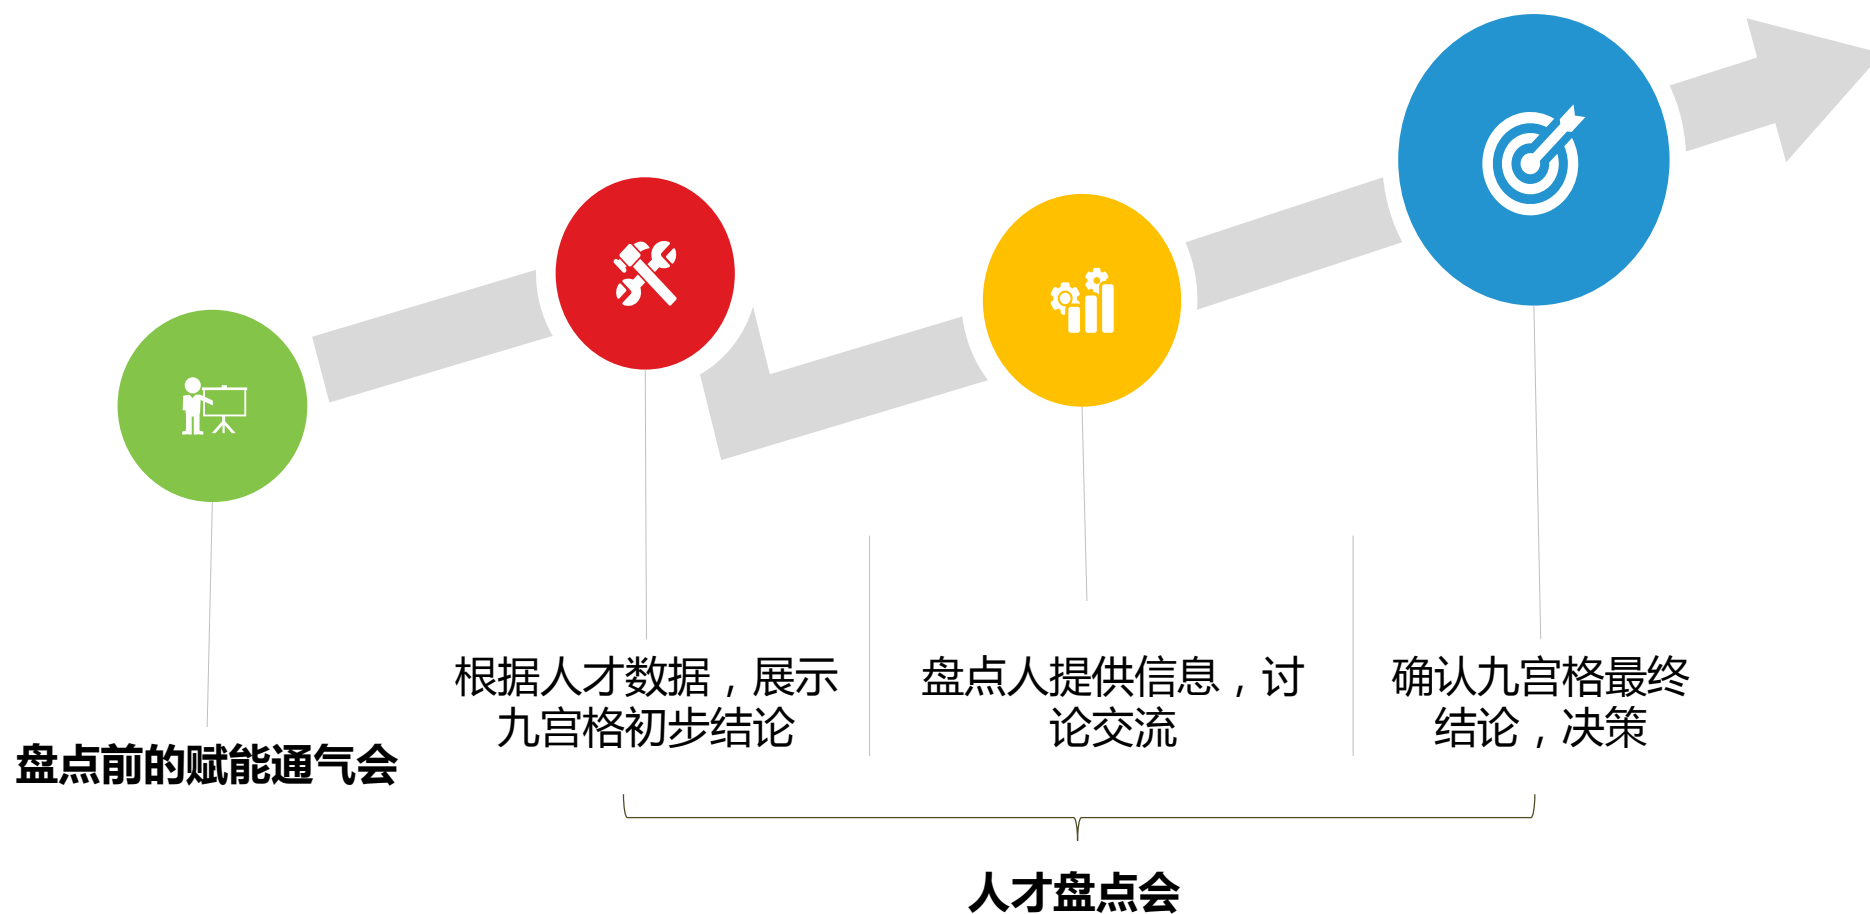 盘点前的赋能通气会
根据人才数据，展示
九宫格初步结论
盘点人提供信息，讨
论交流
确认九宫格最终
结论，决策
人才盘点会